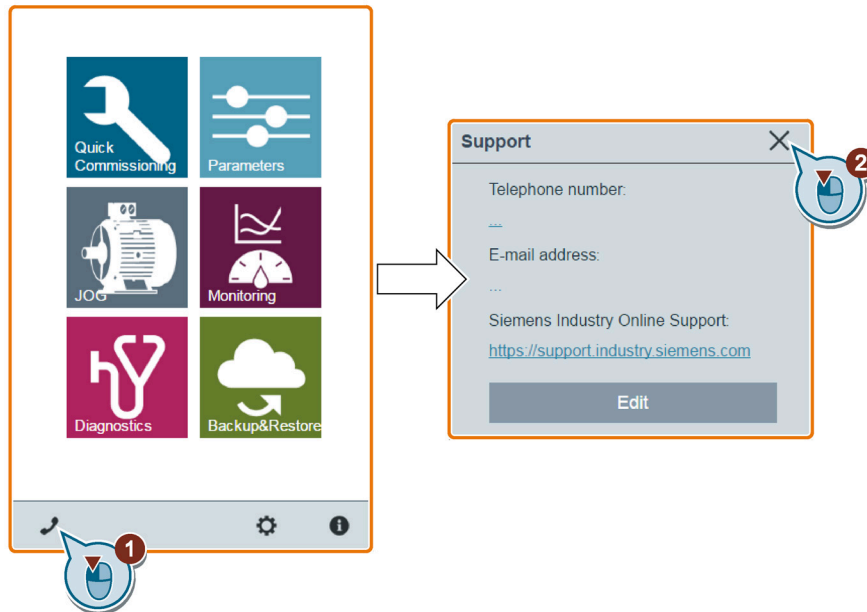 Quick
Commissioning
Parameters
JOG
Monitoring
Diagnostics
Backup&Restore
1
Support
2
Telephone number:
...
E-mail address:
...
Siemens Industry Online Support:
https://support.industry.siemens.com
Edit